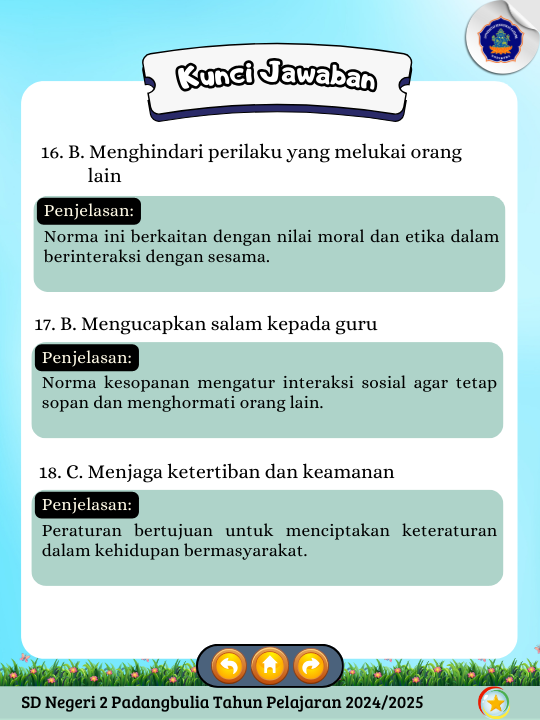 Kunci Jawaban
16. B. Menghindari perilaku yang melukai orang
lain
Penjelasan:
Norma ini berkaitan dengan nilai moral dan etika dalam
berinteraksi dengan sesama.
17. B. Mengucapkan salam kepada guru
Penjelasan:
Norma kesopanan mengatur interaksi sosial agar tetap
sopan dan menghormati orang lain.
18. C. Menjaga ketertiban dan keamanan
Penjelasan:
Peraturan bertujuan untuk menciptakan keteraturan
dalam kehidupan bermasyarakat.
SD Negeri 2 Padangbulia Tahun Pelajaran 2024/2025